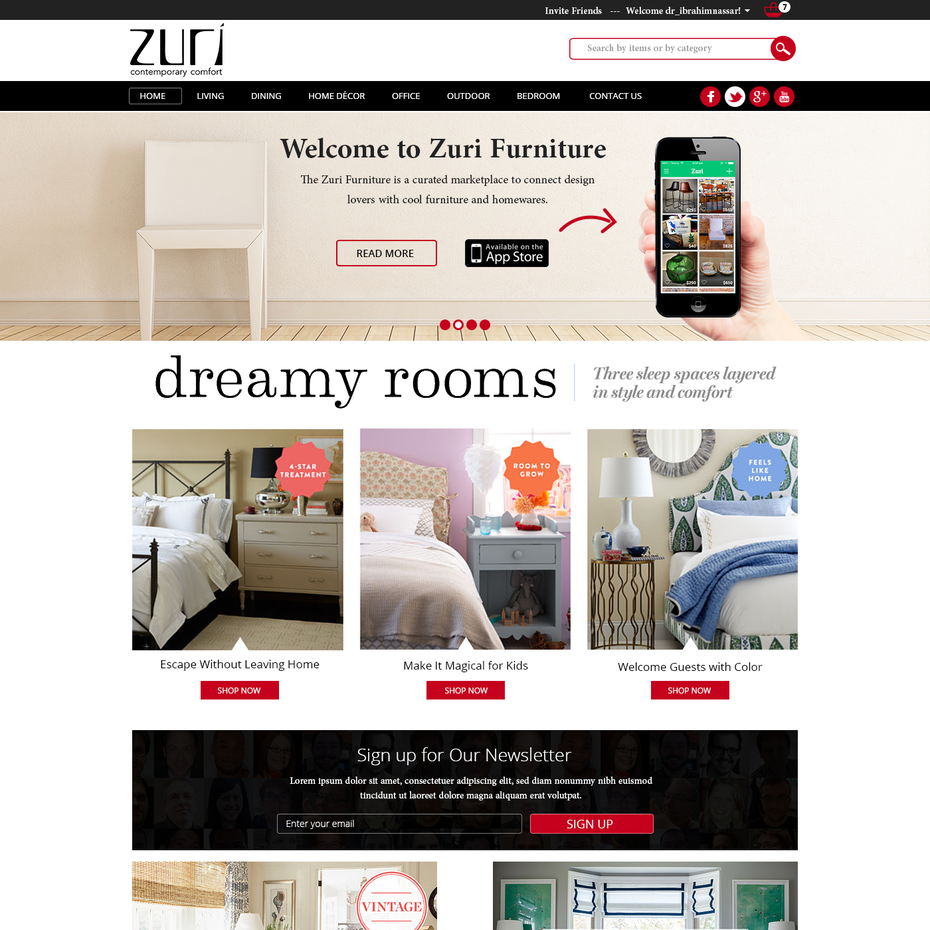 Invite Friends --- Welcome dr_ibrahimnassar! 7
zurí
contemporary comfort
Search by items or by category
HOME LIVING DINING HOME DÉCOR OFFICE OUTDOOR BEDROOM CONTACT US
Welcome to Zuri Furniture
The Zuri Furniture is a curated marketplace to connect design
lovers with cool furniture and homewares.
READ MORE
Available on the
App Store
Zuri
dreamy rooms
Three sleep spaces layered
in style and comfort
4-STAR
TREATMENT
ROOM TO
GROW
FEELS
LIKE
HOME
Escape Without Leaving Home
Make It Magical for Kids
Welcome Guests with Color
SHOP NOW
SHOP NOW
SHOP NOW
Sign up for Our Newsletter
Lorem ipsum dolor sit amet, consectetuer adipiscing elit, sed diam nonummy nibh euismod
tincidunt ut laoreet dolore magna aliquam erat volutpat.
Enter your email
SIGN UP
VINTAGE